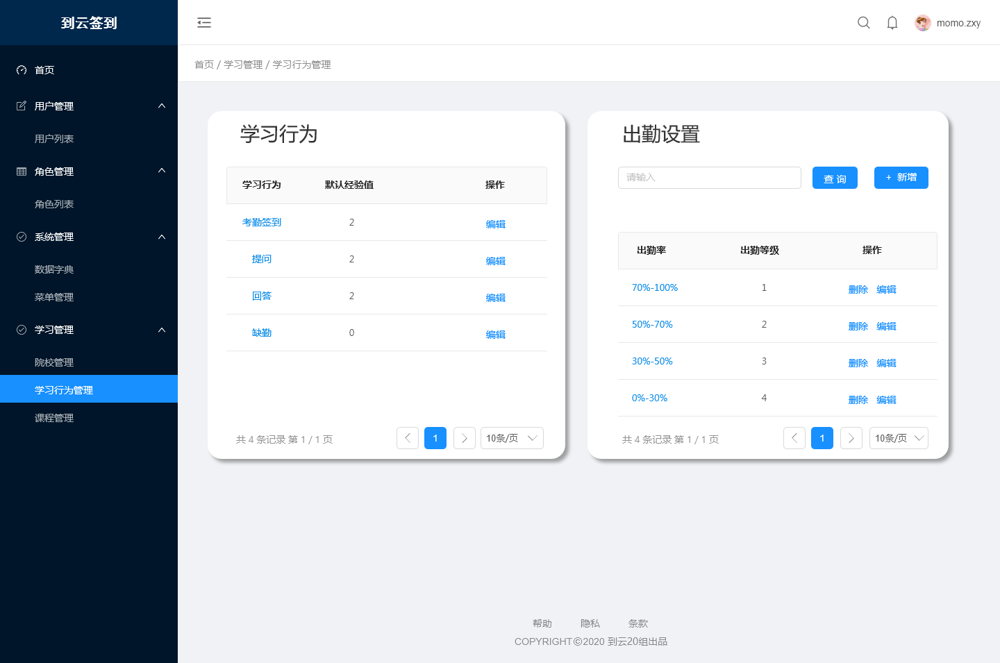 到云签到
momo.zxy
首页 / 学习管理 / 学习行为管理
首页
用户管理
用户列表
角色管理
角色列表
系统管理
数据字典
菜单管理
学习管理
院校管理
学习行为管理
课程管理
学习行为
学习行为 默认经验值 操作
考勤签到 2 编辑
提问 2 编辑
回答 2 编辑
缺勤 0 编辑
共 4 条记录 第 1 / 1 页 1 10条/页
出勤设置
请输入 查 询 + 新增
出勤率 出勤等级 操作
70%-100% 1 删除 编辑
50%-70% 2 删除 编辑
30%-50% 3 删除 编辑
0%-30% 4 删除 编辑
共 4 条记录 第 1 / 1 页 1 10条/页
帮助 隐私 条款
COPYRIGHT©2020 到云20组出品